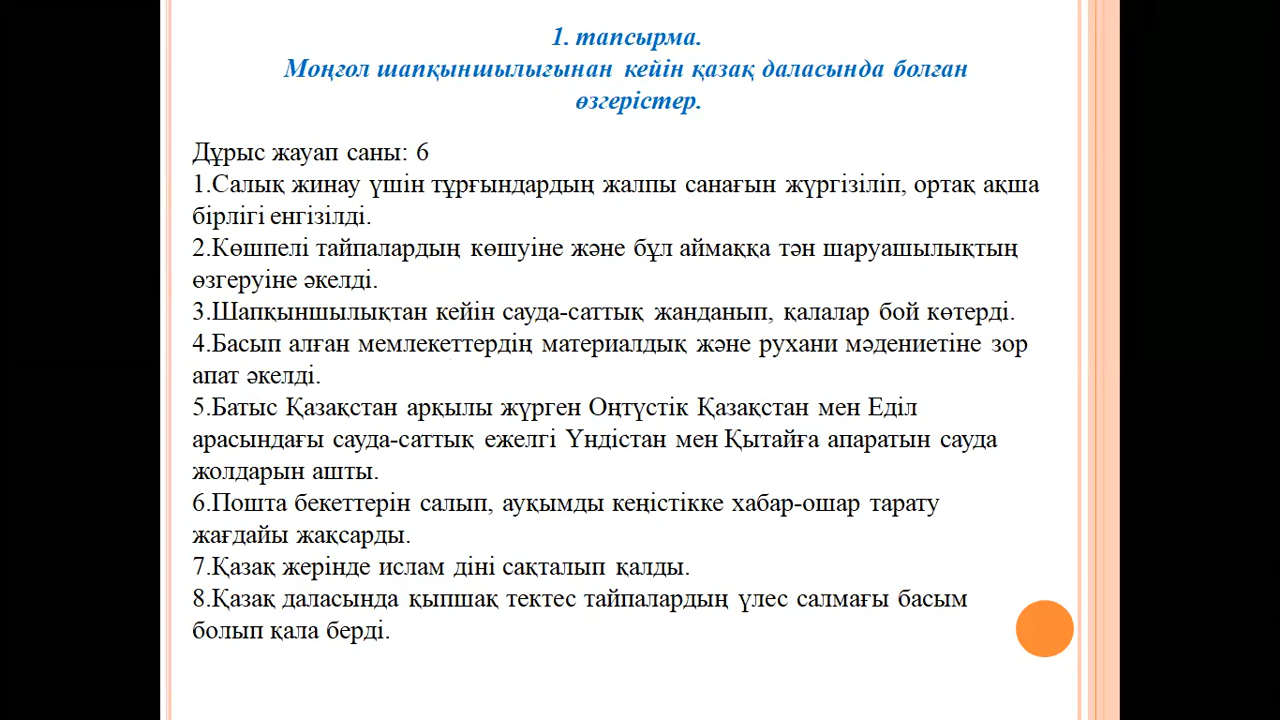 1. тапсырма.
Моңғол шапқыншылығынан кейін қазақ даласында болған
өзгерістер.
Дұрыс жауап саны: 6
1.Салық жинау үшін тұрғындардың жалпы санағын жүргізіліп, ортақ ақша
бірлігі енгізілді.
2.Көшпелі тайпалардың көшуіне және бұл аймаққа тән шаруашылықтың
өзгеруіне әкелді.
3.Шапқыншылықтан кейін сауда-саттық жанданып, қалалар бой көтерді.
4.Басып алған мемлекеттердің материалдық және рухани мәдениетіне зор
апат әкелді.
5.Батыс Қазақстан арқылы жүрген Оңтүстік Қазақстан мен Еділ
арасындағы сауда-саттық ежелгі Үндістан мен Қытайға апаратын сауда
жолдарын ашты.
6.Пошта бекеттерін салып, ауқымды кеңістікке хабар-ошар тарату
жағдайы жақсарды.
7.Қазақ жерінде ислам діні сақталып қалды.
8.Қазақ даласында қыпшақ тектес тайпалардың үлес салмағы басым
болып қала берді.